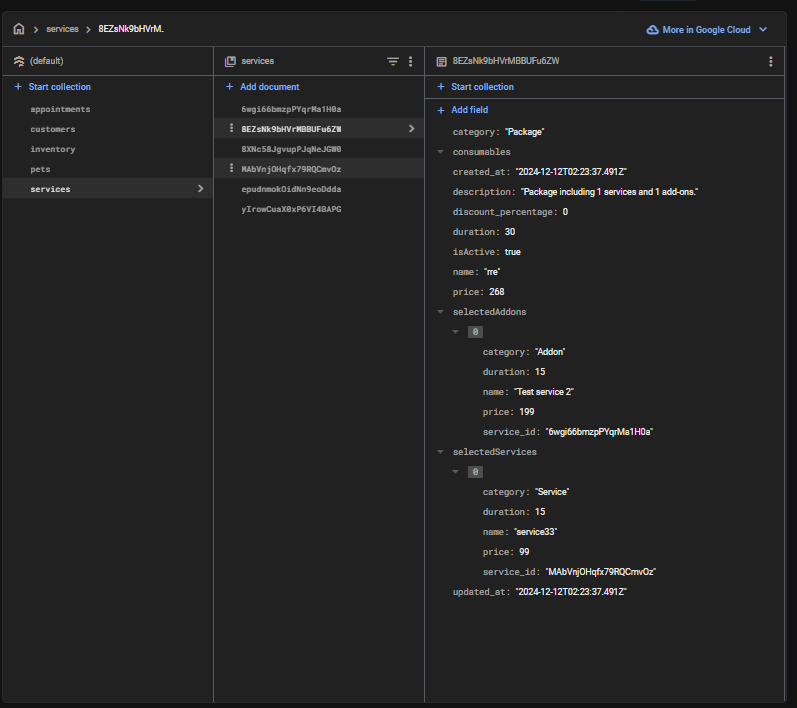 services
8EZsNk9bHVrM.
More in Google Cloud
(default)
Start collection
appointments
customers
inventory
pets
services
services
Add document
6wgi66bmzpPYqrMa1H0a
8EZsNk9bHVrMBBUFu6ZW
8XNc58JgvupPJqNeJGW0
MAbVnjOHqfx79RQCmvOz
epudnmokOidNn9eoDdda
yIrowCuaX0xP6VI4BAPG
8EZsNk9bHVrMBBUFu6ZW
Start collection
Add field
category: "Package"
consumables
created_at: "2024-12-12T02:23:37.491Z"
description: "Package including 1 services and 1 add-ons."
discount_percentage: 0
duration: 30
isActive: true
name: "rre"
price: 268
selectedAddons
0
category: "Addon"
duration: 15
name: "Test service 2"
price: 199
service_id: "6wgi66bmzpPYqrMa1H0a"
selectedServices
0
category: "Service"
duration: 15
name: "service33"
price: 99
service_id: "MAbVnjOHqfx79RQCmvOz"
updated_at: "2024-12-12T02:23:37.491Z"